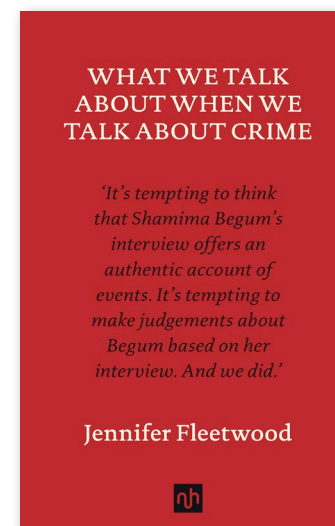 WHAT WE TALK
ABOUT WHEN WE
TALK ABOUT CRIME
‘It’s tempting to think
that Shamima Begum’s
interview offers an
authentic account of
events. It’s tempting to
make judgements about
Begum based on her
interview. And we did.’
Jennifer Fleetwood
nh